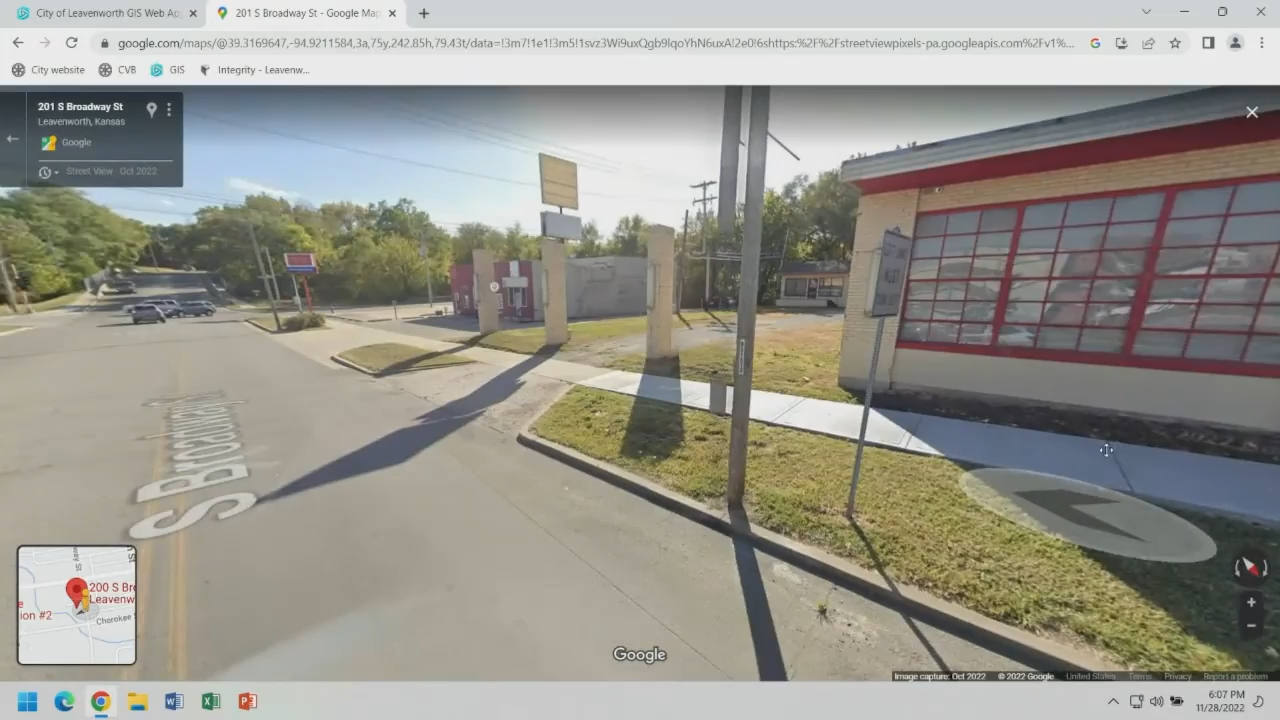 City of Leavenworth GIS Web Ap
201 S Broadway St - Google Map
google.com/maps/@39.3169647,-94.9211584,3a,75y,242.85h,79.43t/data=!3m7!1e1!3m5!1svz3Wi9uxQgb9lqoYhN6uxA!2e0!6shttps:%2F%2Fstreetviewpixels-pa.googleapis.com%2Fv1%...
City website
CVB
GIS
Integrity - Leavenw...
201 S Broadway St
Leavenworth, Kansas
Google
Street View Oct 2022
S Broadway
200 S Bro
Leavenw
ion #2
Cherokee
Google
Image capture: Oct 2022 © 2022 Google United States Terms Privacy Report a problem
6:07 PM
11/28/2022